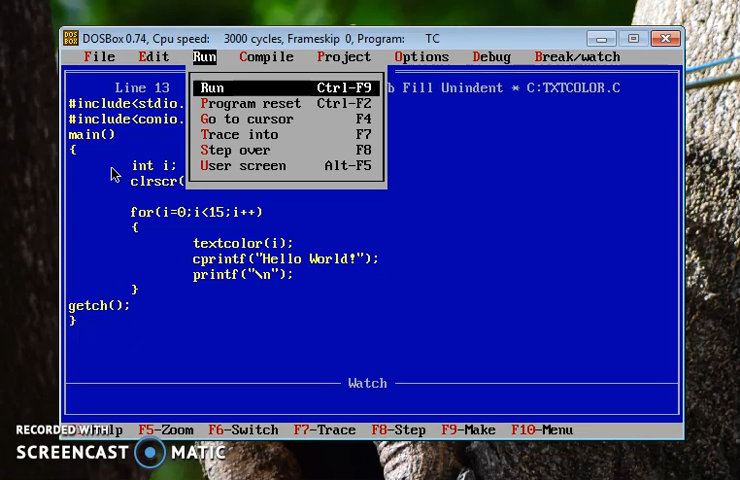 DOSBox 0.74, Cpu speed: 3000 cycles, Frameskip 0, Program: TC
File Edit Run Compile Project Options Debug Break/watch
Line 13 Fill Unindent * C:TXTCOLOR.C
Run Ctrl-F9
Program reset Ctrl-F2
Go to cursor F4
Trace into F7
Step over F8
User screen Alt-F5
#include<stdio.
#include<conio.
main()
{
int i;
clrscr(
for(i=0;i<15;i++)
{
textcolor(i);
cprintf("Hello World!");
printf("\n");
}
getch();
}
Watch
F5-Zoom F6-Switch F7-Trace F8-Step F9-Make F10-Menu
RECORDED WITH
SCREENCAST MATIC